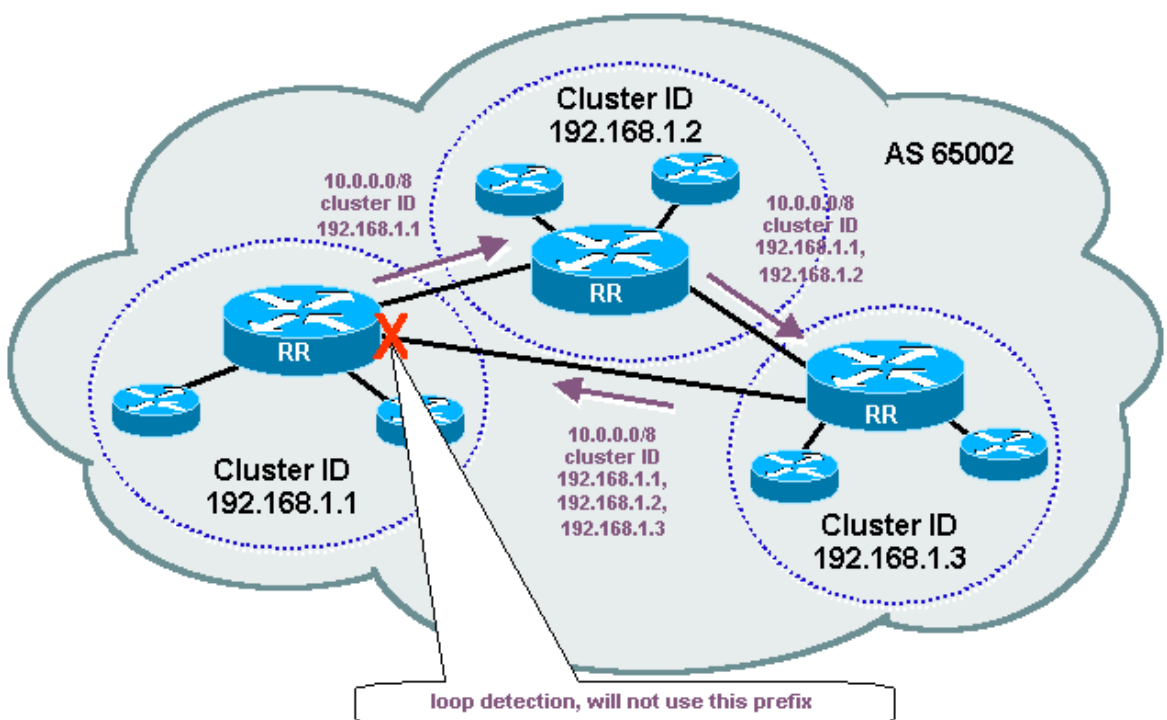 Cluster ID
192.168.1.2
AS 65002
10.0.0.0/8
cluster ID
192.168.1.1
10.0.0.0/8
cluster ID
192.168.1.1,
192.168.1.2
RR
RR
RR
10.0.0.0/8
cluster ID
192.168.1.1,
192.168.1.2,
192.168.1.3
Cluster ID
192.168.1.1
Cluster ID
192.168.1.3
loop detection, will not use this prefix